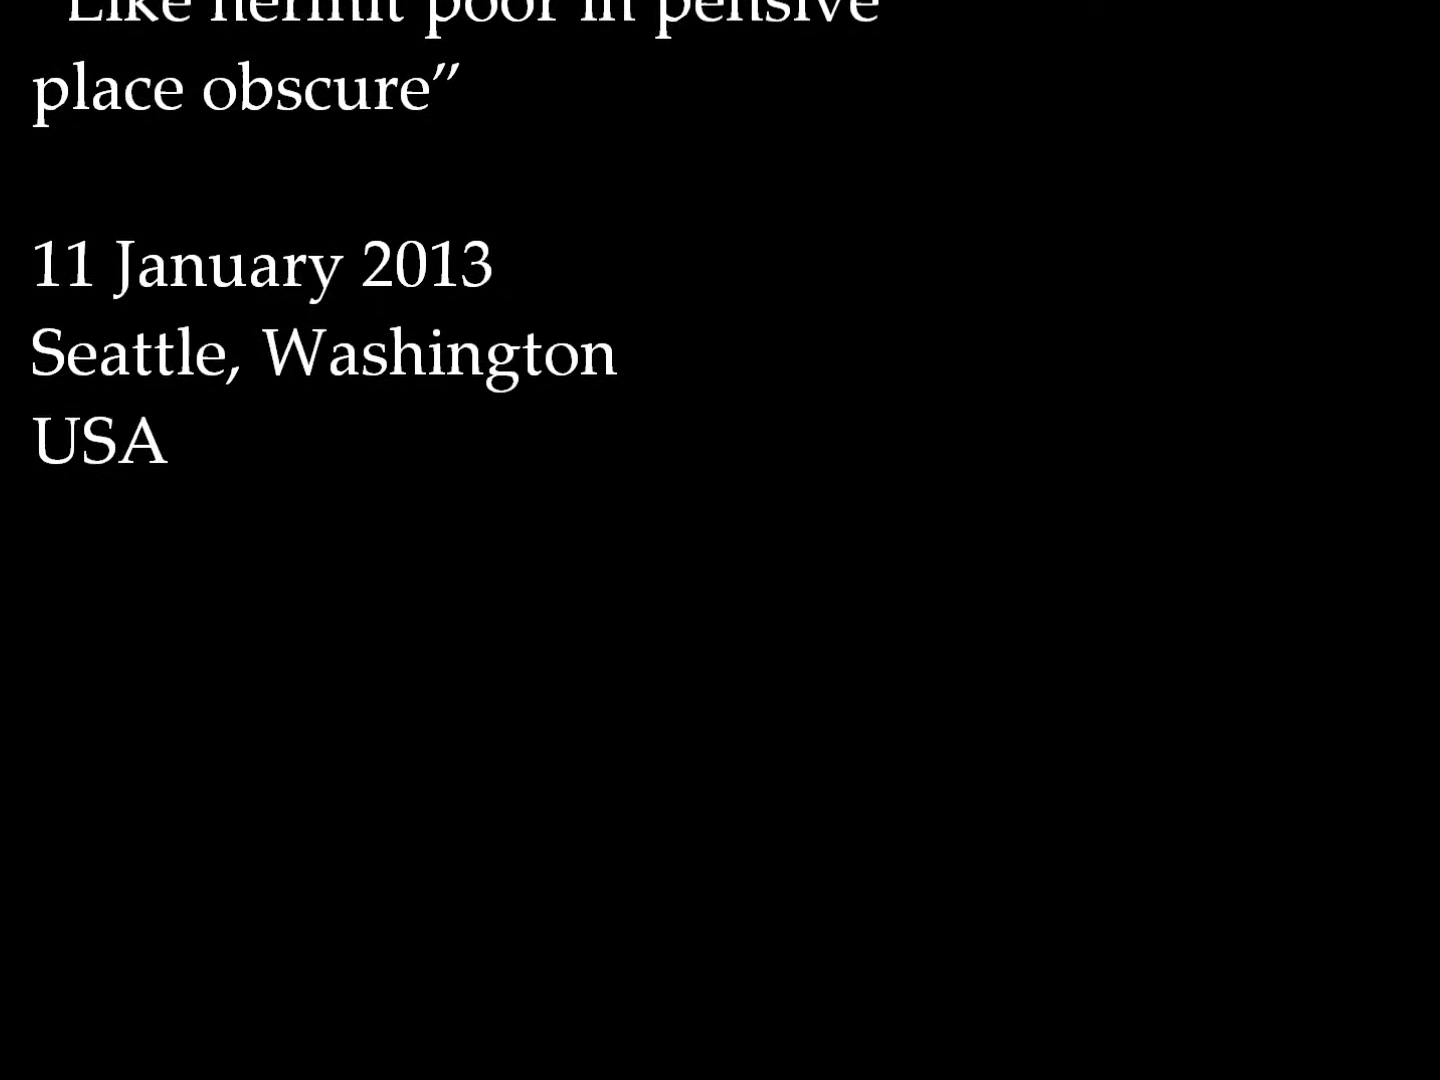 Like hermit poor in pensive
place obscure”
11 January 2013
Seattle, Washington
USA